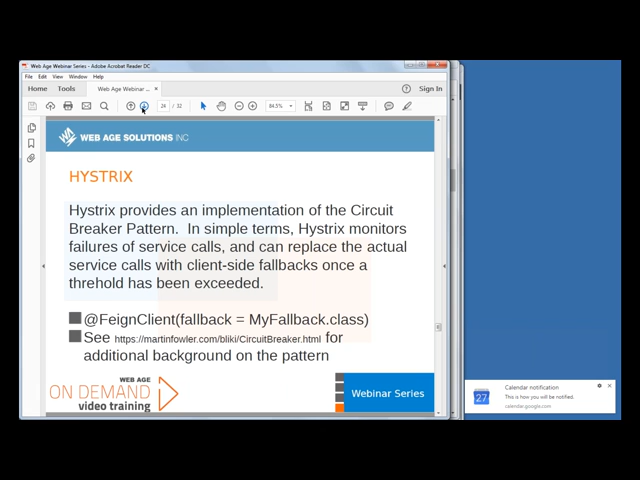 Web Age Webinar Series - Adobe Acrobat Reader DC
File Edit View Window Help
Home Tools Web Age Webinar ... × Sign In
24 / 32 84.5%
WEB AGE SOLUTIONS INC
HYSTRIX
Hystrix provides an implementation of the Circuit
Breaker Pattern. In simple terms, Hystrix monitors
failures of service calls, and can replace the actual
service calls with client-side fallbacks once a
threhold has been exceeded.
@FeignClient(fallback = MyFallback.class)
See https://martinfowler.com/bliki/CircuitBreaker.html for
additional background on the pattern
WEB AGE
ON DEMAND
video training
Webinar Series
Calendar notification
27
This is how you will be notified.
calendar.google.com